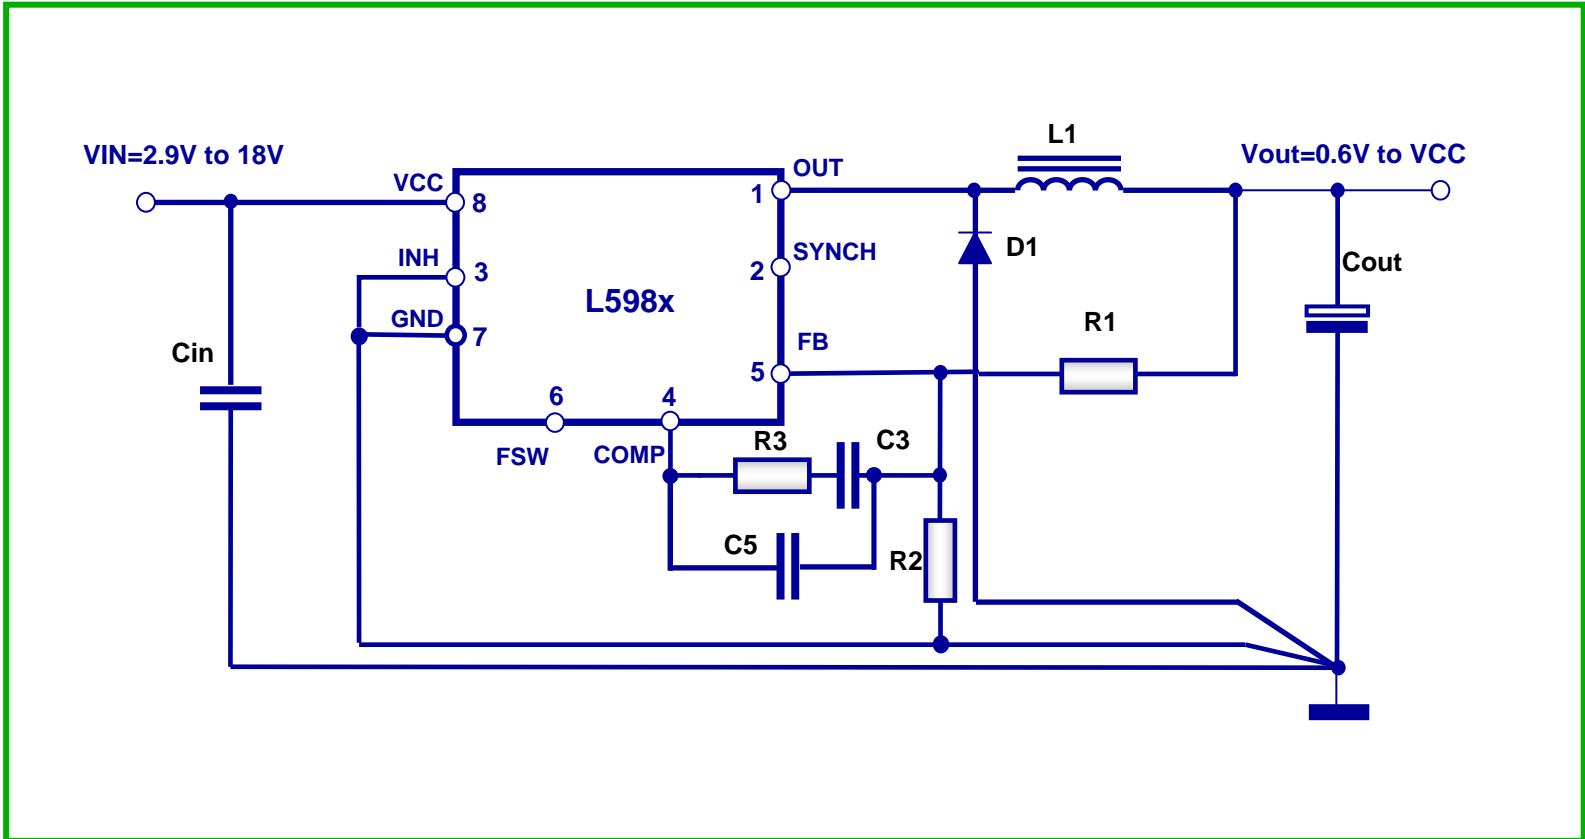 L1
VIN=2.9V to 18V
Vout=0.6V to VCC
OUT
VCC
1
8
SYNCH
D1
INH
3
2
Cout
L598x
GND
7
R1
FB
Cin
5
6
4
R3
C3
FSW
COMP
C5
R2